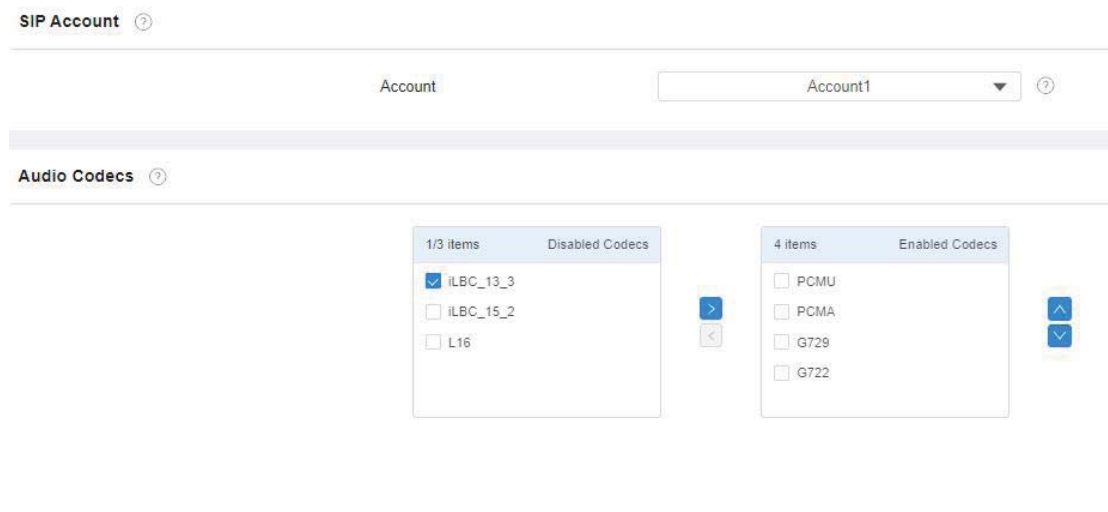 SIP Account
Account Account1
Audio Codecs
1/3 items Disabled Codecs
iLBC_13_3
iLBC_15_2
L16
4 items Enabled Codecs
PCMU
PCMA
G729
G722